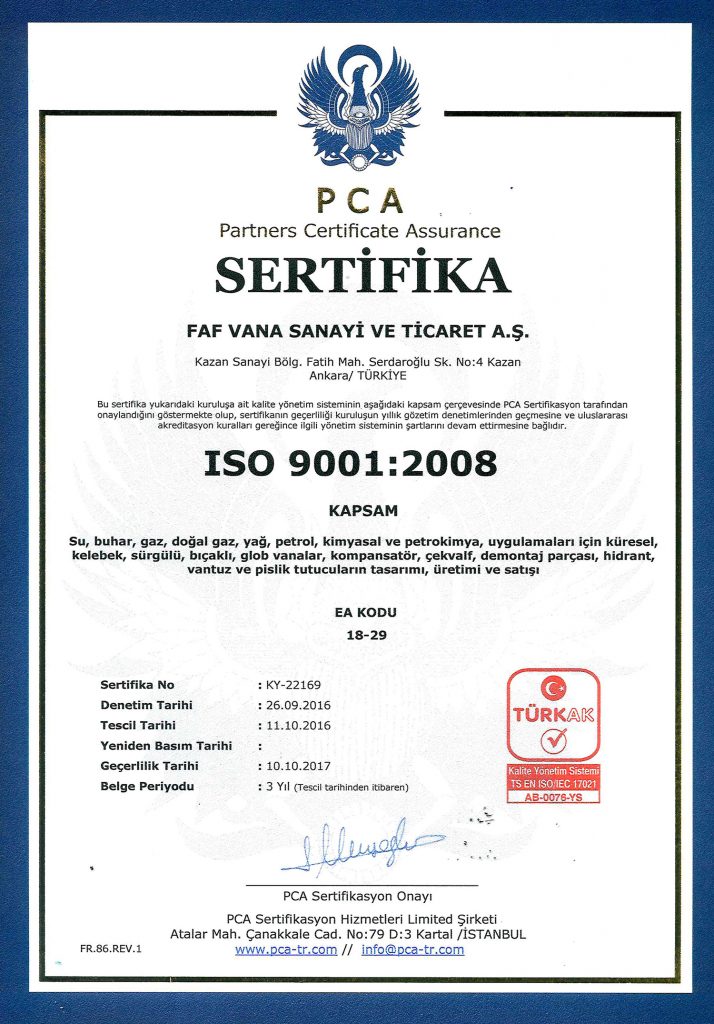 PCA
Partners Certificate Assurance
SERTİFİKA
FAF VANA SANAYİ VE TİCARET A.Ş.
Kazan Sanayi Bölg. Fatih Mah. Serdaroğlu Sk. No:4 Kazan
Ankara/ TÜRKİYE
Bu sertifika yukarıdaki kuruluşa ait kalite yönetim sisteminin aşağıdaki kapsam çerçevesinde PCA Sertifikasyon tarafından
onaylandığını göstermekte olup, sertifikanın geçerliliği kuruluşun yıllık gözetim denetimlerinden geçmesine ve uluslararası
akreditasyon kuralları gereğince ilgili yönetim sisteminin şartlarını devam ettirmesine bağlıdır.
ISO 9001:2008
KAPSAM
Su, buhar, gaz, doğal gaz, yağ, petrol, kimyasal ve petrokimya, uygulamaları için küresel,
kelebek, sürgülü, bıçaklı, glob vanalar, kompansatör, çekvalf, demontaj parçası, hidrant,
vantuz ve pislik tutucuların tasarımı, üretimi ve satışı
EA KODU
18-29
Sertifika No : KY-22169
Denetim Tarihi : 26.09.2016
Tescil Tarihi : 11.10.2016
Yeniden Basım Tarihi :
Geçerlilik Tarihi : 10.10.2017
Belge Periyodu : 3 Yıl (Tescil tarihinden itibaren)
TÜRKAK
Kalite Yönetim Sistemi
TS EN ISO/IEC 17021
AB-0076-YS
PCA Sertifikasyon Onayı
PCA Sertifikasyon Hizmetleri Limited Şirketi
Atalar Mah. Çanakkale Cad. No:79 D:3 Kartal /İSTANBUL
FR.86.REV.1
www.pca-tr.com // info@pca-tr.com